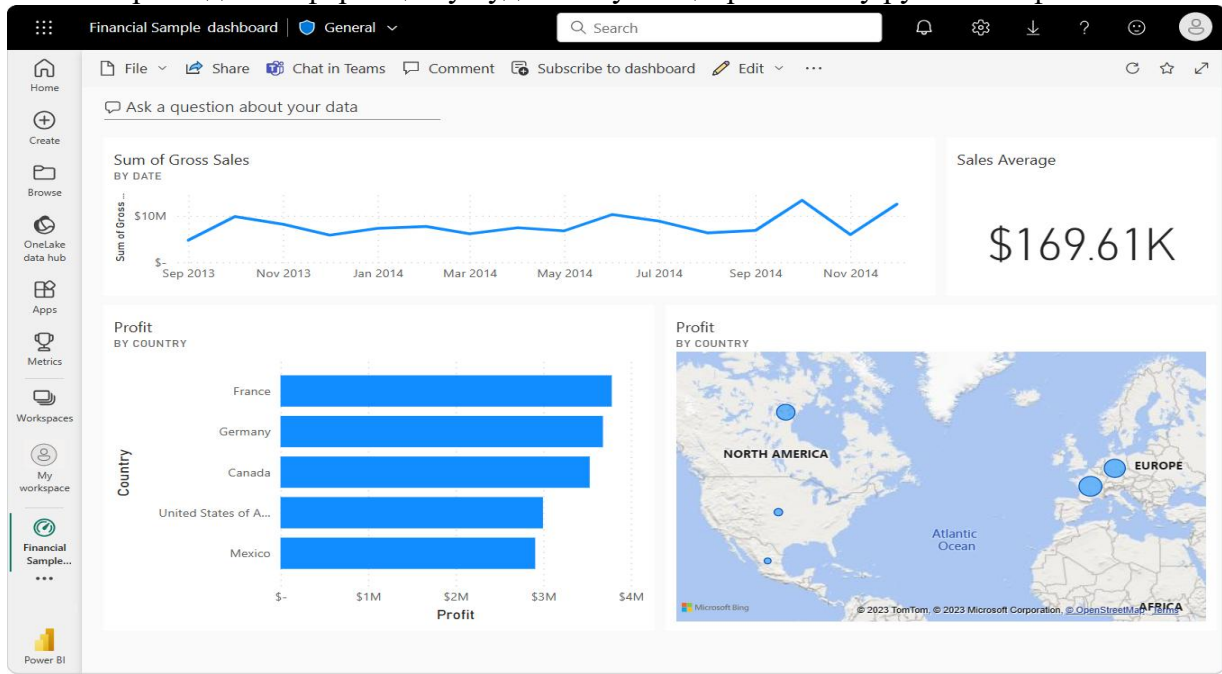 Financial Sample dashboard | General
Search
File Share Chat in Teams Comment Subscribe to dashboard Edit ...
Home
Create
Browse
OneLake
data hub
Apps
Metrics
Workspaces
My
workspace
Financial
Sample...
Power BI
Ask a question about your data
Sum of Gross Sales
BY DATE
Sum of Gross ...
$10M
$-
Sep 2013 Nov 2013 Jan 2014 Mar 2014 May 2014 Jul 2014 Sep 2014 Nov 2014
Sales Average
$169.61K
Profit
BY COUNTRY
Country
France
Germany
Canada
United States of A...
Mexico
$- $1M $2M $3M $4M
Profit
Profit
BY COUNTRY
NORTH AMERICA
EUROPE
Atlantic
Ocean
AFRICA
Microsoft Bing
© 2023 TomTom, © 2023 Microsoft Corporation, © OpenStreetMap Terms